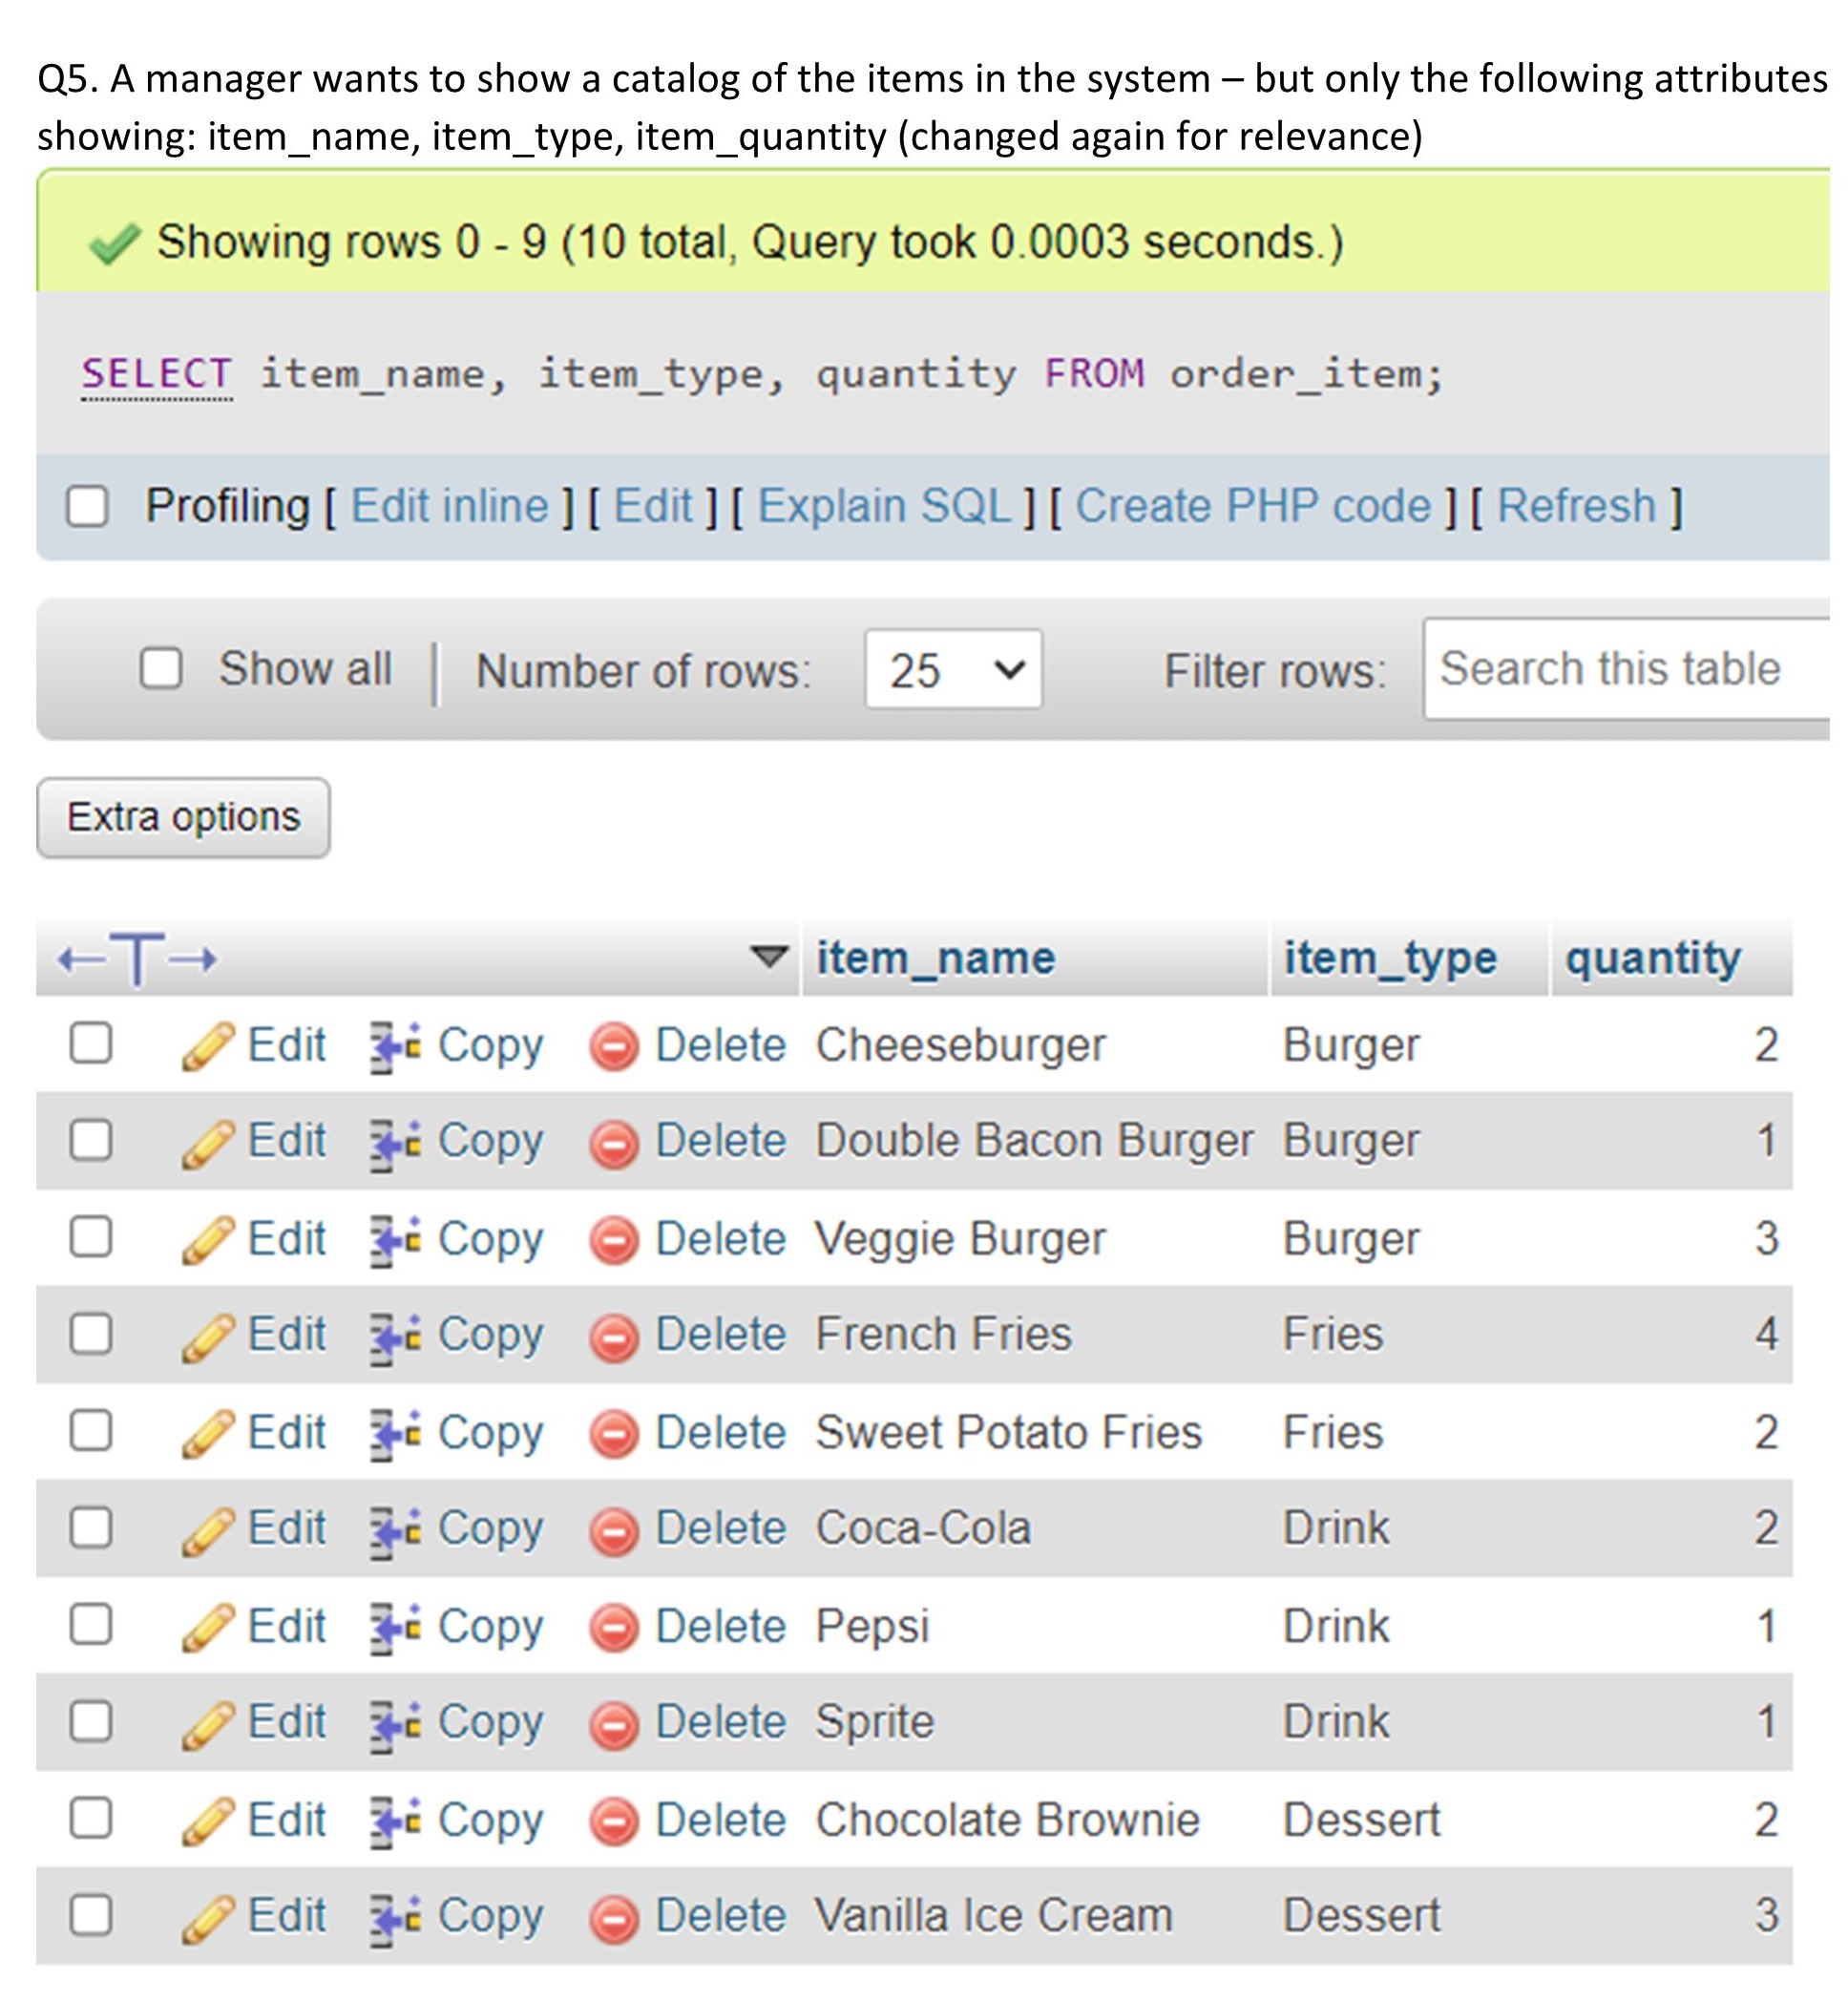 Q5. A manager wants to show a catalog of the items in the system – but only the following attributes
showing: item_name, item_type, item_quantity (changed again for relevance)
Showing rows 0 - 9 (10 total, Query took 0.0003 seconds.)
SELECT item_name, item_type, quantity FROM order_item;
Profiling [ Edit inline ] [ Edit ] [ Explain SQL ] [ Create PHP code ] [ Refresh ]
Show all | Number of rows: 25 Filter rows: Search this table
Extra options
←T→ item_name item_type quantity
Edit Copy Delete Cheeseburger Burger 2
Edit Copy Delete Double Bacon Burger Burger 1
Edit Copy Delete Veggie Burger Burger 3
Edit Copy Delete French Fries Fries 4
Edit Copy Delete Sweet Potato Fries Fries 2
Edit Copy Delete Coca-Cola Drink 2
Edit Copy Delete Pepsi Drink 1
Edit Copy Delete Sprite Drink 1
Edit Copy Delete Chocolate Brownie Dessert 2
Edit Copy Delete Vanilla Ice Cream Dessert 3